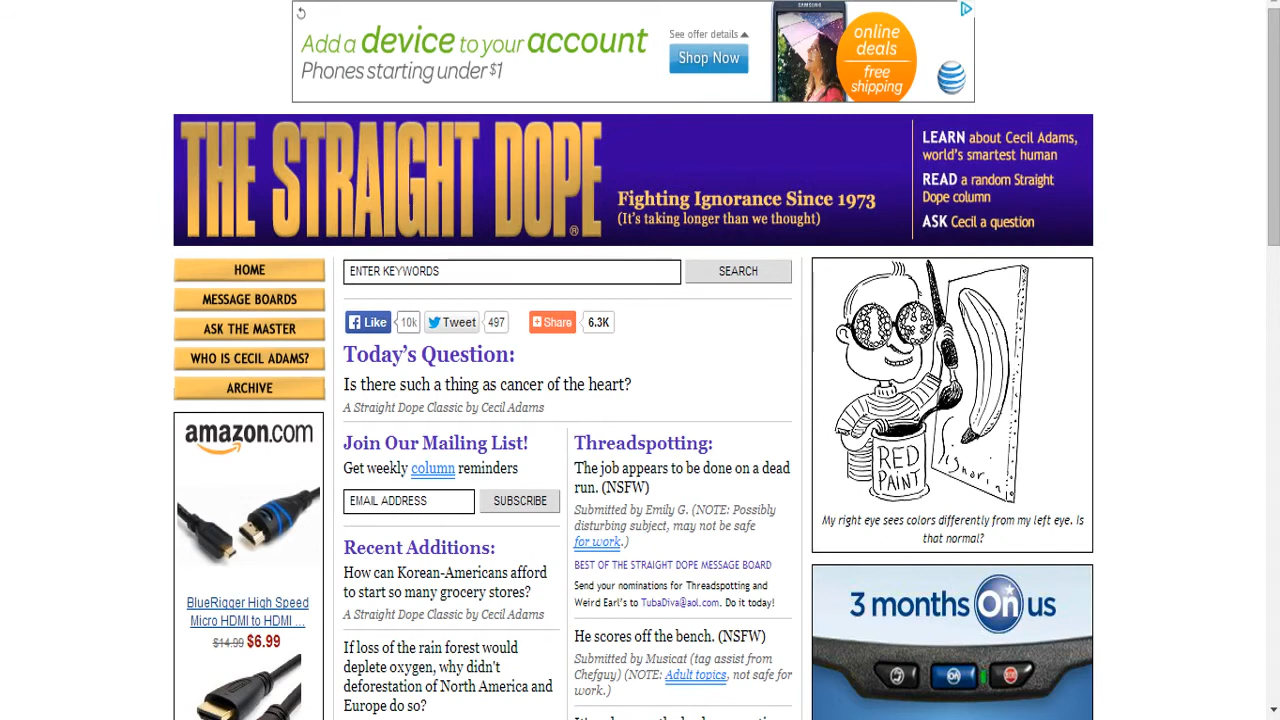 SAMSUNG
Add a device to your account
Phones starting under $1
See offer details
Shop Now
online
deals
free
shipping
THE STRAIGHT DOPE®
Fighting Ignorance Since 1973
(It's taking longer than we thought)
LEARN about Cecil Adams,
world's smartest human
READ a random Straight
Dope column
ASK Cecil a question
HOME
MESSAGE BOARDS
ASK THE MASTER
WHO IS CECIL ADAMS?
ARCHIVE
amazon.com
BlueRigger High Speed
Micro HDMI to HDMI ...
$14.99 $6.99
ENTER KEYWORDS
SEARCH
Like 10k Tweet 497 Share 6.3K
Today's Question:
Is there such a thing as cancer of the heart?
A Straight Dope Classic by Cecil Adams
Join Our Mailing List!
Get weekly column reminders
EMAIL ADDRESS
SUBSCRIBE
Recent Additions:
How can Korean-Americans afford
to start so many grocery stores?
A Straight Dope Classic by Cecil Adams
If loss of the rain forest would
deplete oxygen, why didn't
deforestation of North America and
Europe do so?
Threadspotting:
The job appears to be done on a dead
run. (NSFW)
Submitted by Emily G. (NOTE: Possibly
disturbing subject, may not be safe
for work.)
BEST OF THE STRAIGHT DOPE MESSAGE BOARD
Send your nominations for Threadspotting and
Weird Earl's to TubaDiva@aol.com. Do it today!
He scores off the bench. (NSFW)
Submitted by Musicat (tag assist from
Chefguy) (NOTE: Adult topics, not safe for
work.)
RED
PAINT
My right eye sees colors differently from my left eye. Is
that normal?
3 months On us